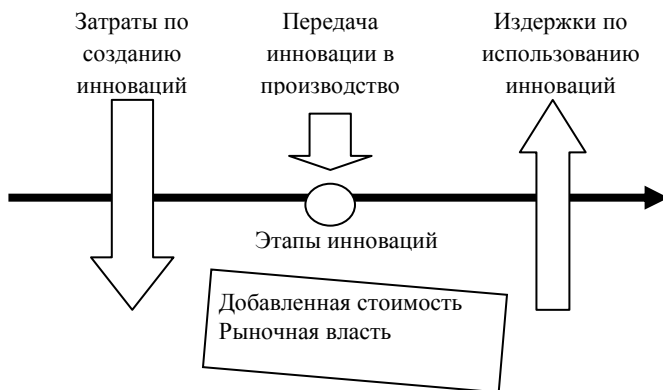 Затраты по
созданию
инноваций
Передача
инновации в
производство
Издержки по
использованию
инноваций
Этапы инноваций
Добавленная стоимость
Рыночная власть